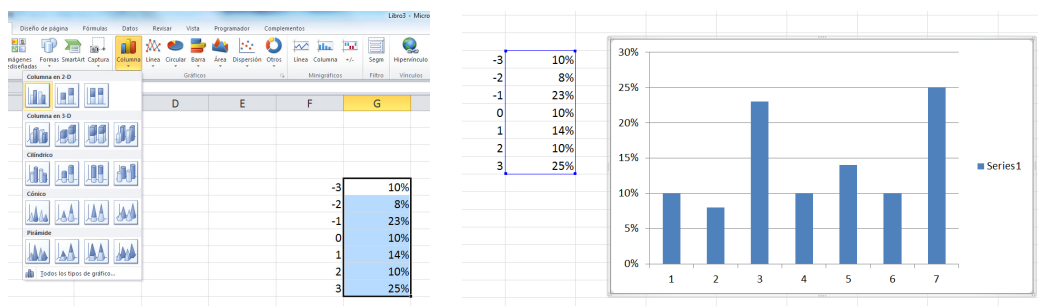 Libro3 - Micro
Diseño de página Fórmulas Datos Revisar Vista Programador Complementos
mágenes Formas SmartArt Captura Columna Línea Circular Barra Área Dispersión Otros Línea Columna +/- Segm Hipervínculo
ediseñadas
Gráficos Minigráficos Filtro Vínculos
Columna en 2-D
Columna en 3-D
Cilíndrico
Cónico
Pirámide
Todos los tipos de gráfico...
D E F G
-3 10%
-2 8%
-1 23%
0 10%
1 14%
2 10%
3 25%
-3 10%
-2 8%
-1 23%
0 10%
1 14%
2 10%
3 25%
30%
25%
20%
15%
10%
5%
0%
1 2 3 4 5 6 7
Series1